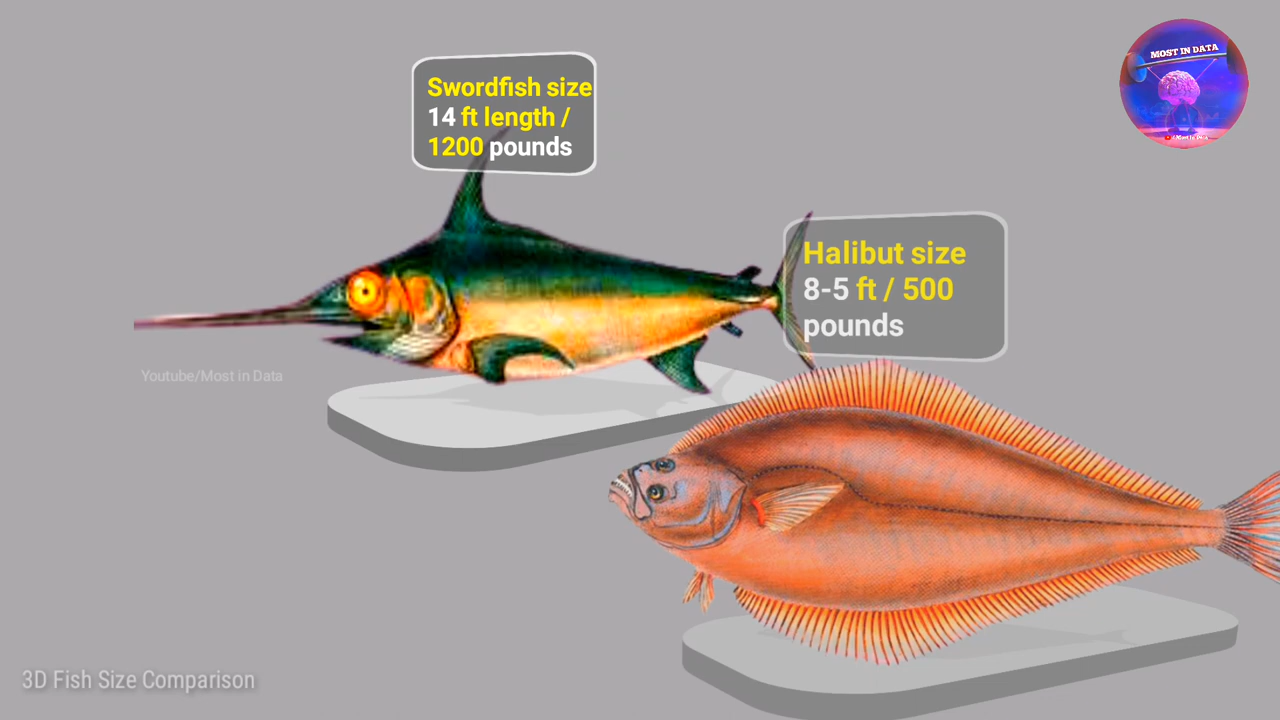 MOST IN DATA
Swordfish size
14 ft length /
1200 pounds
Halibut size
8-5 ft / 500
pounds
Youtube/Most in Data
3D Fish Size Comparison